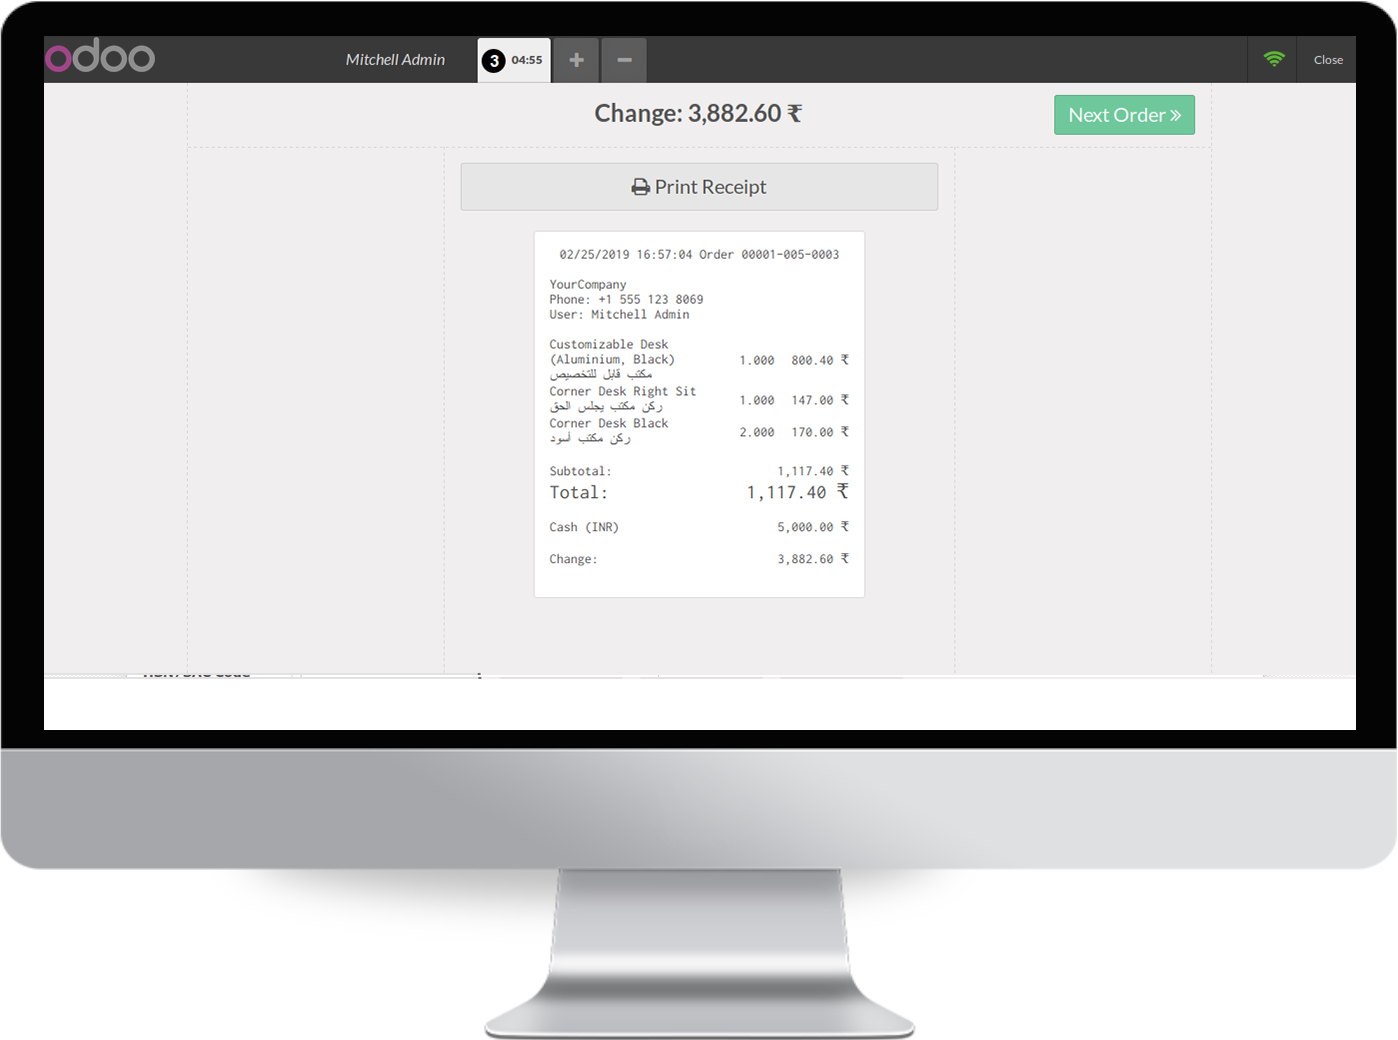 odoo
Mitchell Admin
3 04:55
Close
Change: 3,882.60 ₹
Next Order »
Print Receipt
02/25/2019 16:57:04 Order 00001-005-0003
YourCompany
Phone: +1 555 123 8069
User: Mitchell Admin
Customizable Desk
(Aluminium, Black) 1.000 800.40 ₹
مكتب قابل للتخصيص
Corner Desk Right Sit
1.000 147.00 ₹
ركن مكتب يجلس الحق
Corner Desk Black
2.000 170.00 ₹
ركن مكتب أسود
Subtotal: 1,117.40 ₹
Total: 1,117.40 ₹
Cash (INR) 5,000.00 ₹
Change: 3,882.60 ₹